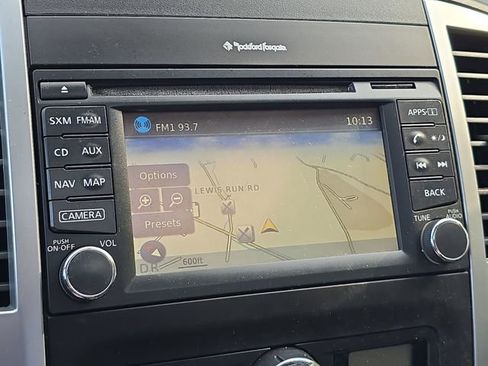 Rockford Fosgate
SXM FM·AM
CD AUX
NAV MAP
CAMERA
PUSH ON·OFF VOL
FM1 93.7 10:13
Options
LEWIS RUN RD
Presets
600ft
APPS
BACK
TUNE PUSH AUDIO